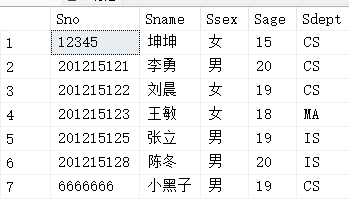 Sno Sname Ssex Sage Sdept
1 12345 坤坤 女 15 CS
2 201215121 李勇 男 20 CS
3 201215122 刘晨 女 19 CS
4 201215123 王敏 女 18 MA
5 201215125 张立 男 19 IS
6 201215128 陈冬 男 20 IS
7 6666666 小黑子 男 19 CS